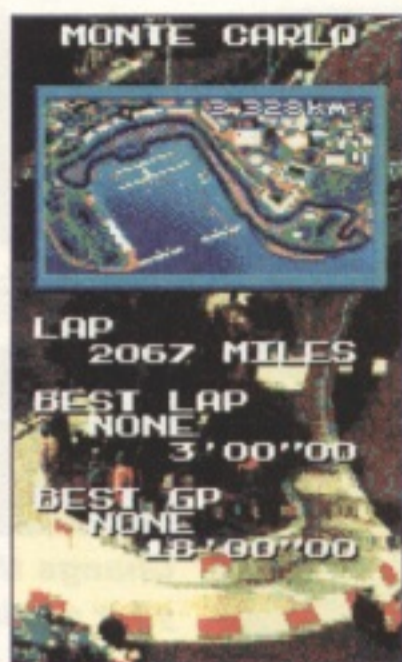 MONTE CARLO
3.328km
LAP
2067 MILES
BEST LAP
NONE
3'00"00
BEST GP
NONE
18'00"00